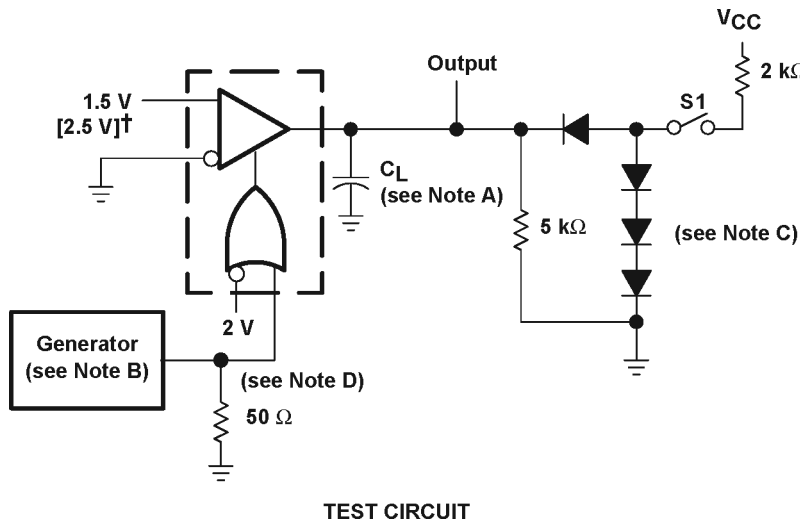 VCC
2 kΩ
S1
Output
1.5 V
[2.5 V]†
CL
(see Note A)
5 kΩ
(see Note C)
2 V
Generator
(see Note B)
(see Note D)
50 Ω
TEST CIRCUIT